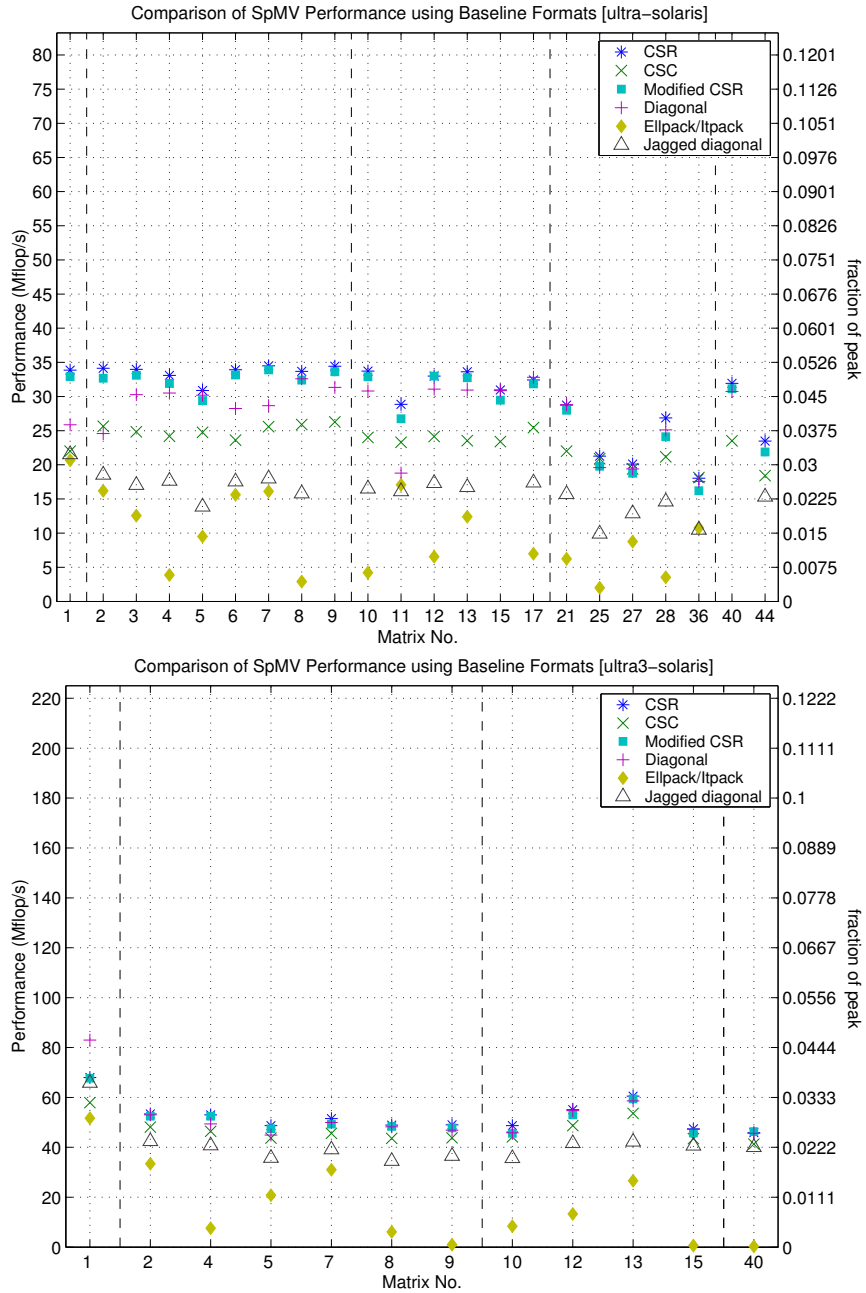 Comparison of SpMV Performance using Baseline Formats [ultra−solaris]
80
75
70
65
60
55
50
45
40
35
30
25
20
15
10
5
0
Performance (Mflop/s)
CSR
CSC
Modified CSR
Diagonal
Ellpack/Itpack
Jagged diagonal
0.1201
0.1126
0.1051
0.0976
0.0901
0.0826
0.0751
0.0676
0.0601
0.0526
0.045
0.0375
0.03
0.0225
0.015
0.0075
0
fraction of peak
1 2 3 4 5 6 7 8 9 10 11 12 13 15 17 21 25 27 28 36 40 44
Matrix No.
Comparison of SpMV Performance using Baseline Formats [ultra3−solaris]
220
200
180
160
140
120
100
80
60
40
20
0
Performance (Mflop/s)
CSR
CSC
Modified CSR
Diagonal
Ellpack/Itpack
Jagged diagonal
0.1222
0.1111
0.1
0.0889
0.0778
0.0667
0.0556
0.0444
0.0333
0.0222
0.0111
0
fraction of peak
1 2 4 5 7 8 9 10 12 13 15 40
Matrix No.